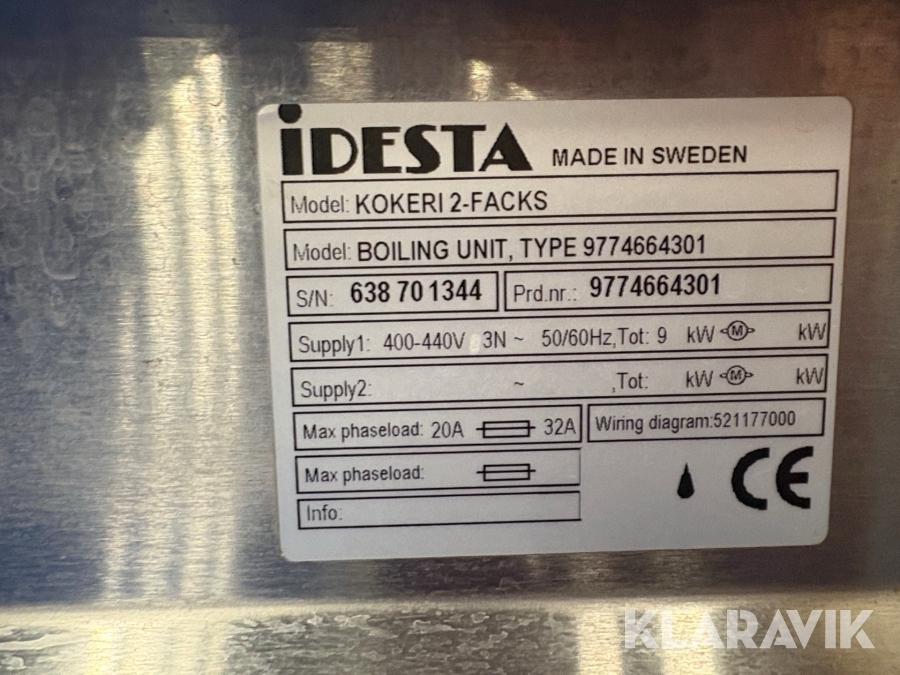 iDESTA MADE IN SWEDEN
Model: KOKERI 2-FACKS
Model: BOILING UNIT, TYPE 9774664301
S/N: 638 701344 Prd.nr.: 9774664301
Supply1: 400-440V 3N ~ 50/60Hz,Tot: 9 kW M kW
Supply2: ~ ,Tot: kW M kW
Max phaseload: 20A 32A Wiring diagram:521177000
Max phaseload:
Info:
CE
KLARAVIK